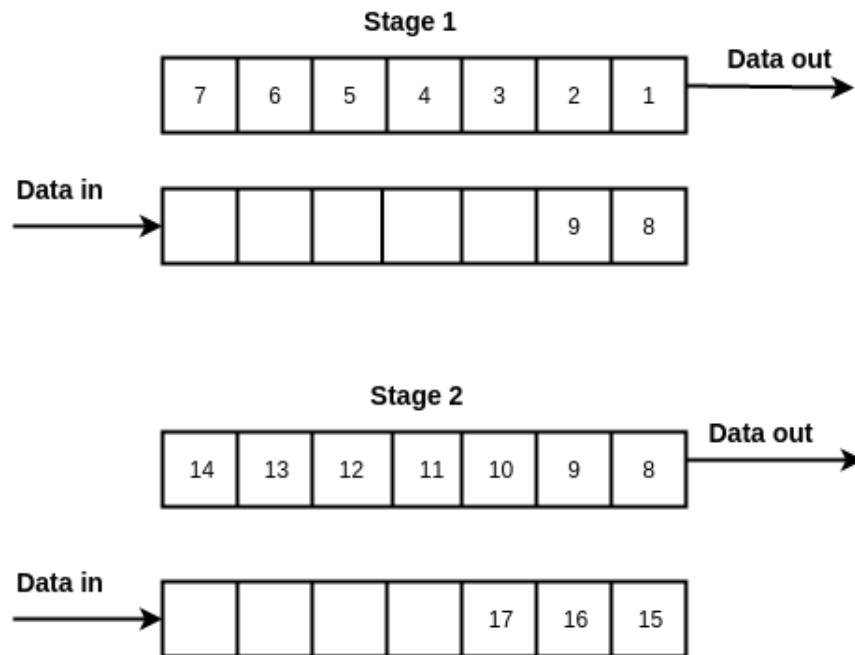 Stage 1
Data out
7 6 5 4 3 2 1
Data in
9 8
Stage 2
Data out
14 13 12 11 10 9 8
Data in
17 16 15